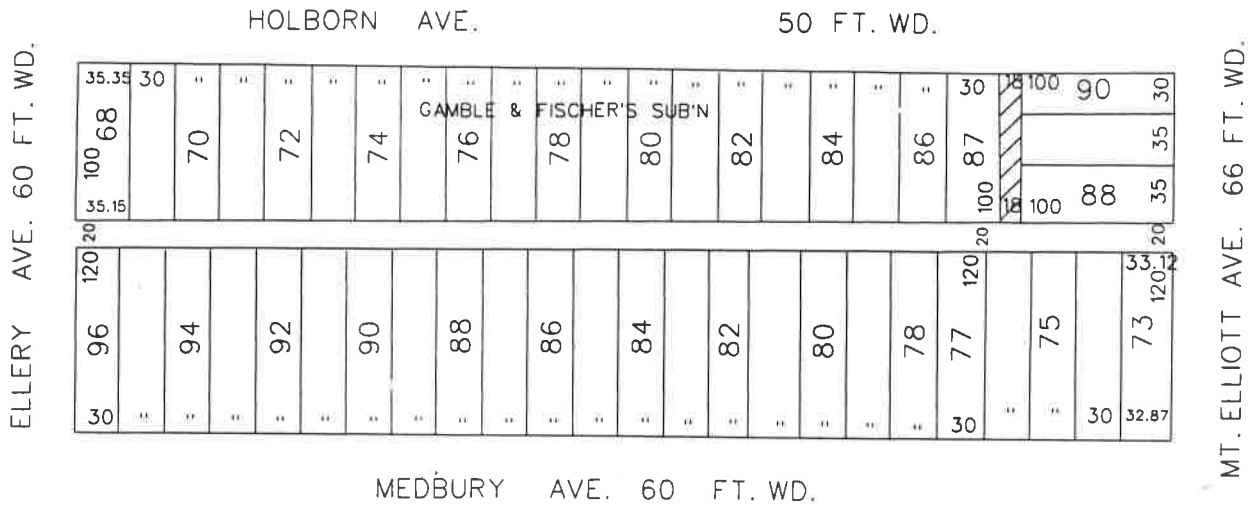 HOLBORN AVE. 50 FT. WD.
ELLERY AVE. 60 FT. WD.
MT. ELLIOTT AVE. 66 FT. WD.
35.35 30 " " " " " " " " " " " " " " " " 30 18 100 90 30
GAMBLE & FISCHER'S SUB'N
100 68 70 72 74 76 78 80 82 84 86 87 35
35.15 100 18 100 88 35
20 20 20
120 120 33.12 120
96 94 92 90 88 86 84 82 80 78 77 75 73
30 " " " " " " " " " " " " " " " " " " 30 " " 30 32.87
MEDBURY AVE. 60 FT. WD.